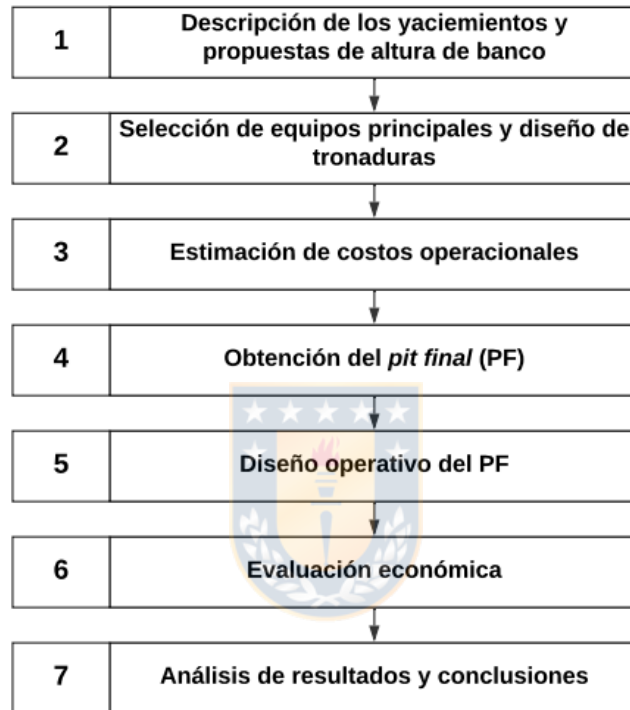 1
Descripción de los yaciemientos y
propuestas de altura de banco
2
Selección de equipos principales y diseño de
tronaduras
3
Estimación de costos operacionales
4
Obtención del pit final (PF)
5
Diseño operativo del PF
6
Evaluación económica
7
Análisis de resultados y conclusiones